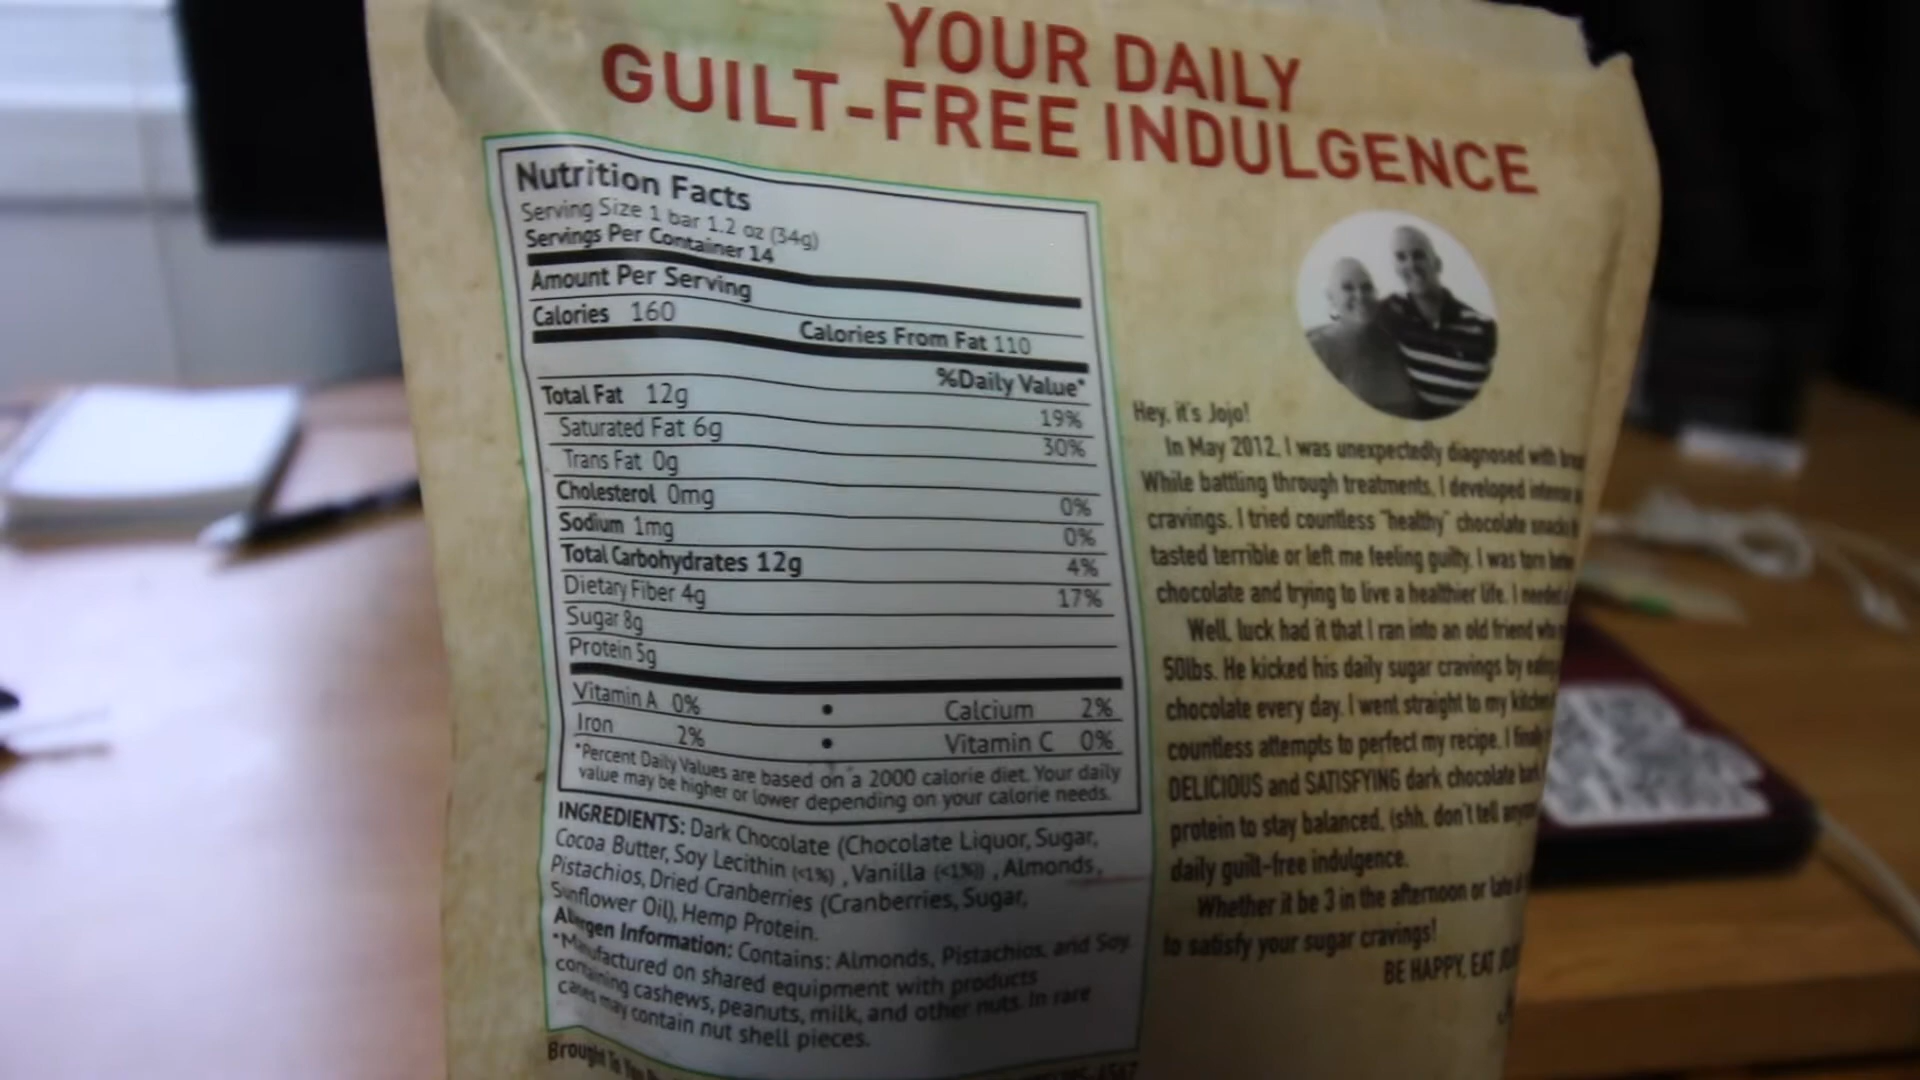 YOUR DAILY
GUILT-FREE INDULGENCE
Nutrition Facts
Serving Size 1 bar 1.2 oz (34g)
Servings Per Container 14
Amount Per Serving
Calories 160 Calories From Fat 110
%Daily Value*
Total Fat 12g 19%
Saturated Fat 6g 30%
Trans Fat 0g
Cholesterol 0mg 0%
Sodium 1mg 0%
Total Carbohydrates 12g 4%
Dietary Fiber 4g 17%
Sugar 8g
Protein 5g
Vitamin A 0% • Calcium 2%
Iron 2% • Vitamin C 0%
*Percent Daily Values are based on a 2000 calorie diet. Your daily
value may be higher or lower depending on your calorie needs.
INGREDIENTS: Dark Chocolate (Chocolate Liquor, Sugar,
Cocoa Butter, Soy Lecithin (<1%) , Vanilla (<1%)) , Almonds,
Pistachios, Dried Cranberries (Cranberries, Sugar,
Sunflower Oil), Hemp Protein.
Allergen Information: Contains: Almonds, Pistachios, and Soy.
*Manufactured on shared equipment with products
containing cashews, peanuts, milk, and other nuts. In rare
cases may contain nut shell pieces.
Brought To You
Hey, it's Jojo!
In May 2012, I was unexpectedly diagnosed with
While battling through treatments, I developed intense
cravings. I tried countless "healthy" chocolate snacks
tasted terrible or left me feeling guilty. I was torn
chocolate and trying to live a healthier life. I needed
Well, luck had it that I ran into an old friend who
50lbs. He kicked his daily sugar cravings by eating
chocolate every day. I went straight to my kitchen
countless attempts to perfect my recipe. I finally
DELICIOUS and SATISFYING dark chocolate
protein to stay balanced, (shh, don't tell
daily guilt-free indulgence.
Whether it be 3 in the afternoon or late
to satisfy your sugar cravings!
BE HAPPY, EAT